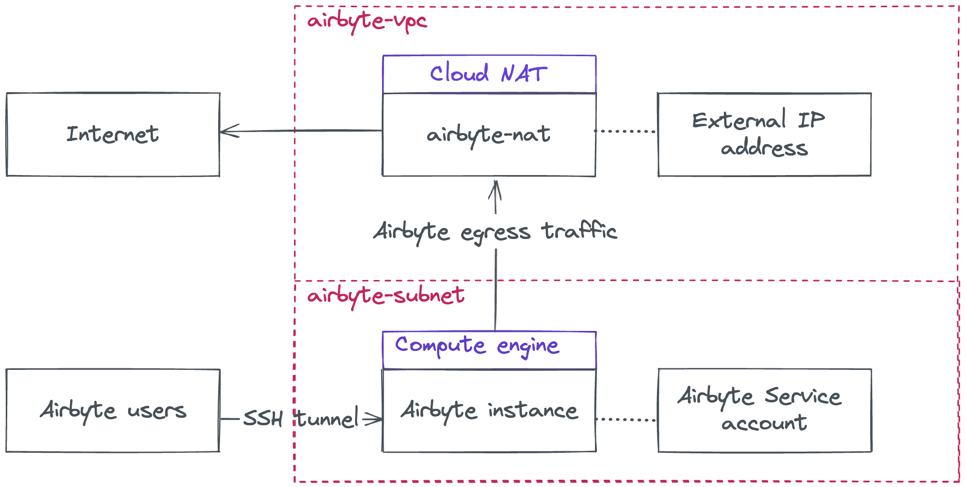 airbyte-vpc
Cloud NAT
Internet
airbyte-nat
External IP
address
Airbyte egress traffic
airbyte-subnet
Compute engine
Airbyte users
SSH tunnel
Airbyte instance
Airbyte Service
account